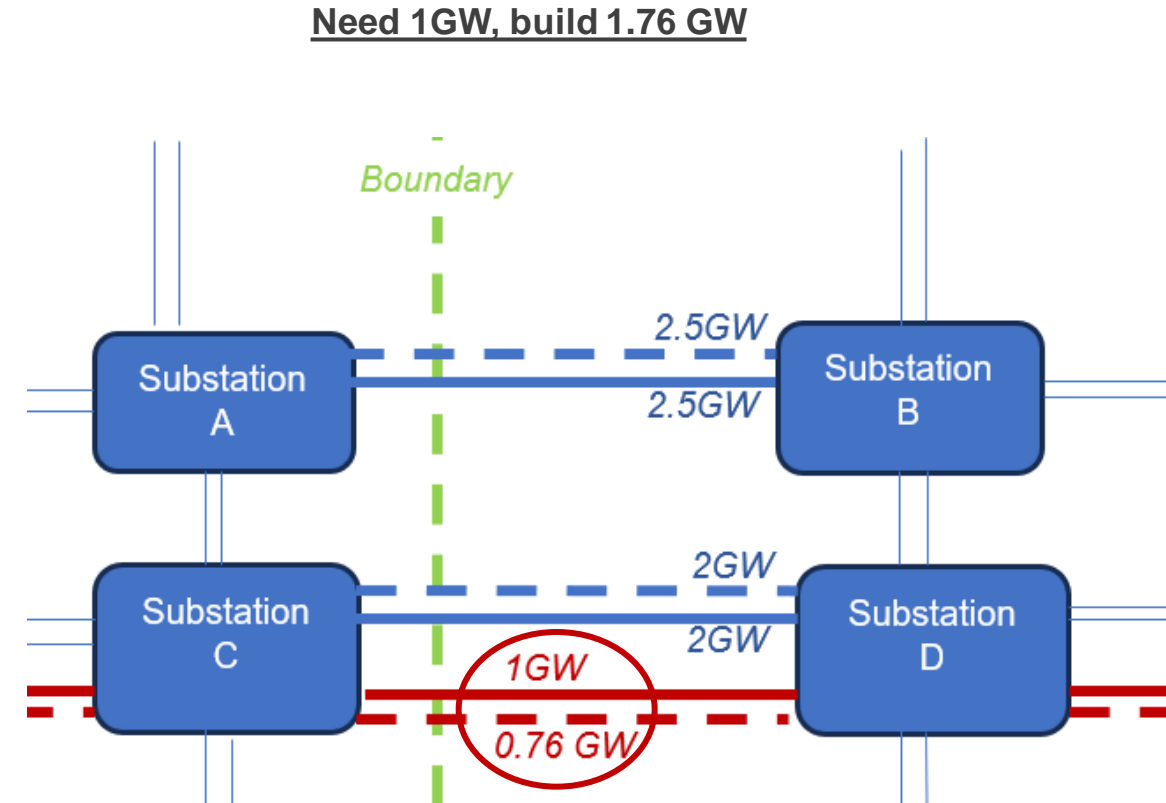 Need 1GW, build 1.76 GW
Boundary
2.5GW
Substation
A
2.5GW
Substation
B
2GW
Substation
C
2GW
Substation
D
1GW
0.76 GW